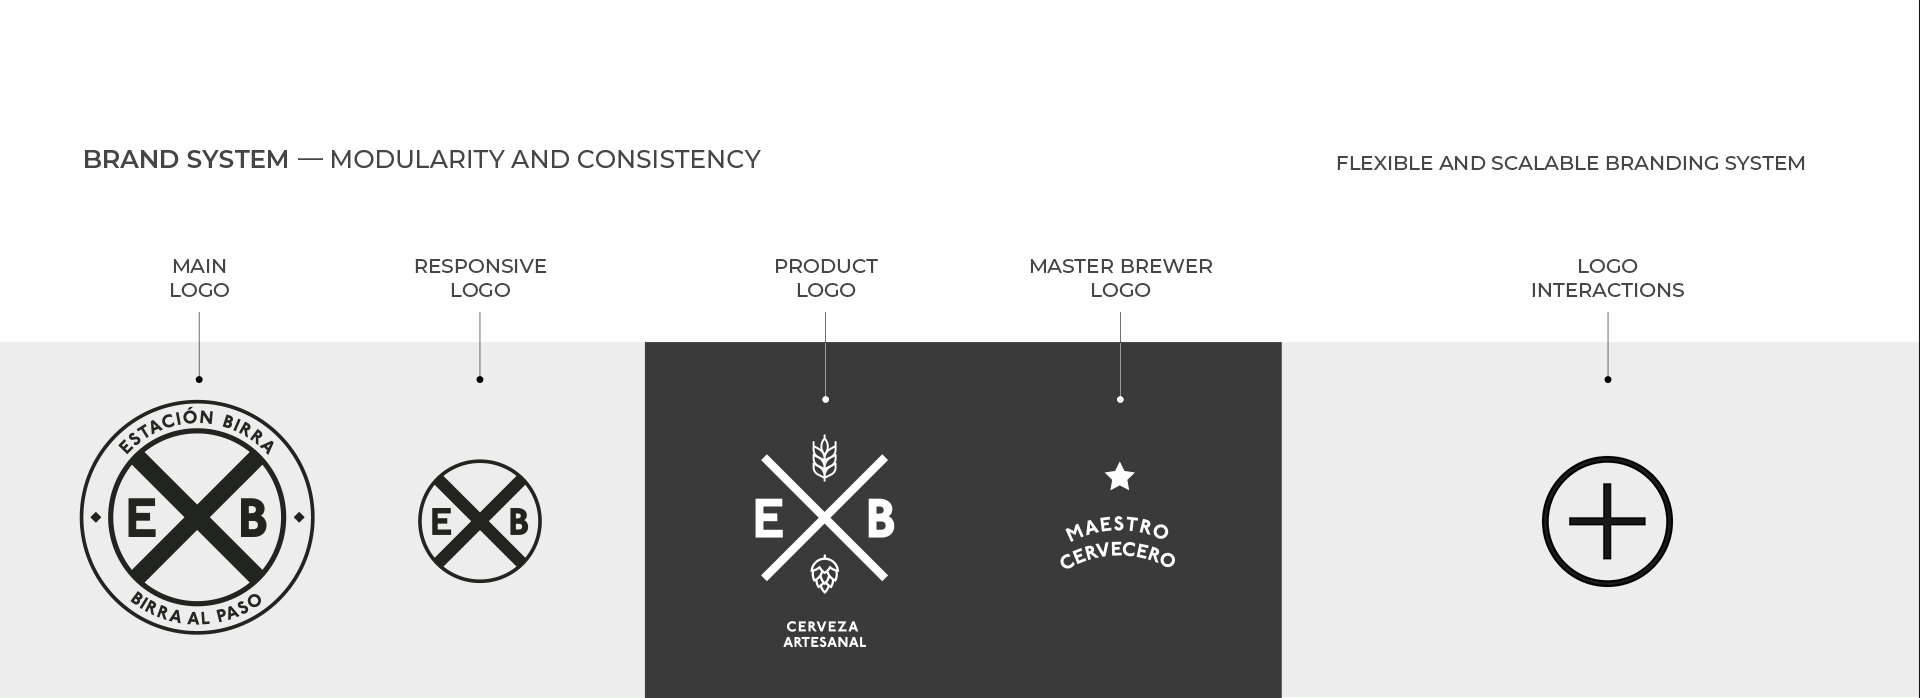 BRAND SYSTEM — MODULARITY AND CONSISTENCY
FLEXIBLE AND SCALABLE BRANDING SYSTEM
MAIN
LOGO
RESPONSIVE
LOGO
PRODUCT
LOGO
MASTER BREWER
LOGO
LOGO
INTERACTIONS
ESTACIÓN BIRRA
E B
BIRRA AL PASO
E B
E B
CERVEZA
ARTESANAL
MAESTRO
CERVECERO